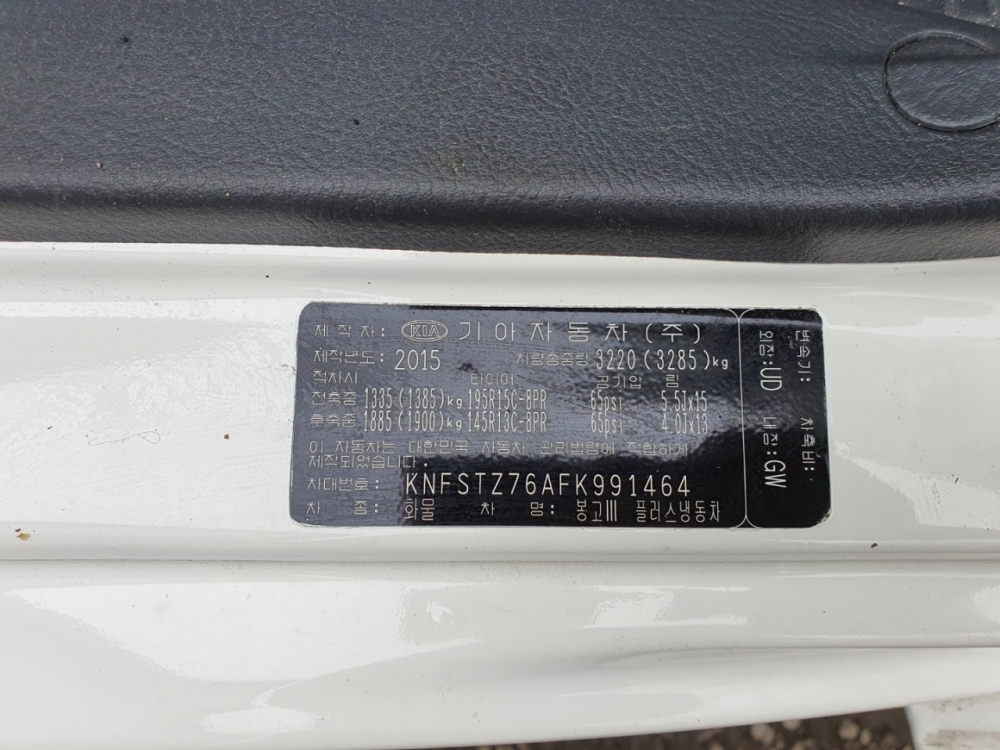 제 작 자: KIA 기아자동차(주)
제작년도: 2015 차량총중량 3220(3285)kg
적차시 타이어 공기압 림
전축중 1335(1385)kg 195R15C-8PR 65psi 5.5Jx15
후축중 1885(1900)kg 145R13C-8PR 65psi 4.0Jx13
이 자동차는 대한민국 자동차 관리법령에 적합하게
제작되었습니다.
차대번호: KNFSTZ76AFK991464
차 종: 화물 차 명: 봉고III 플러스냉동차
변속기: 차축비:
외장:UD 내장:GW